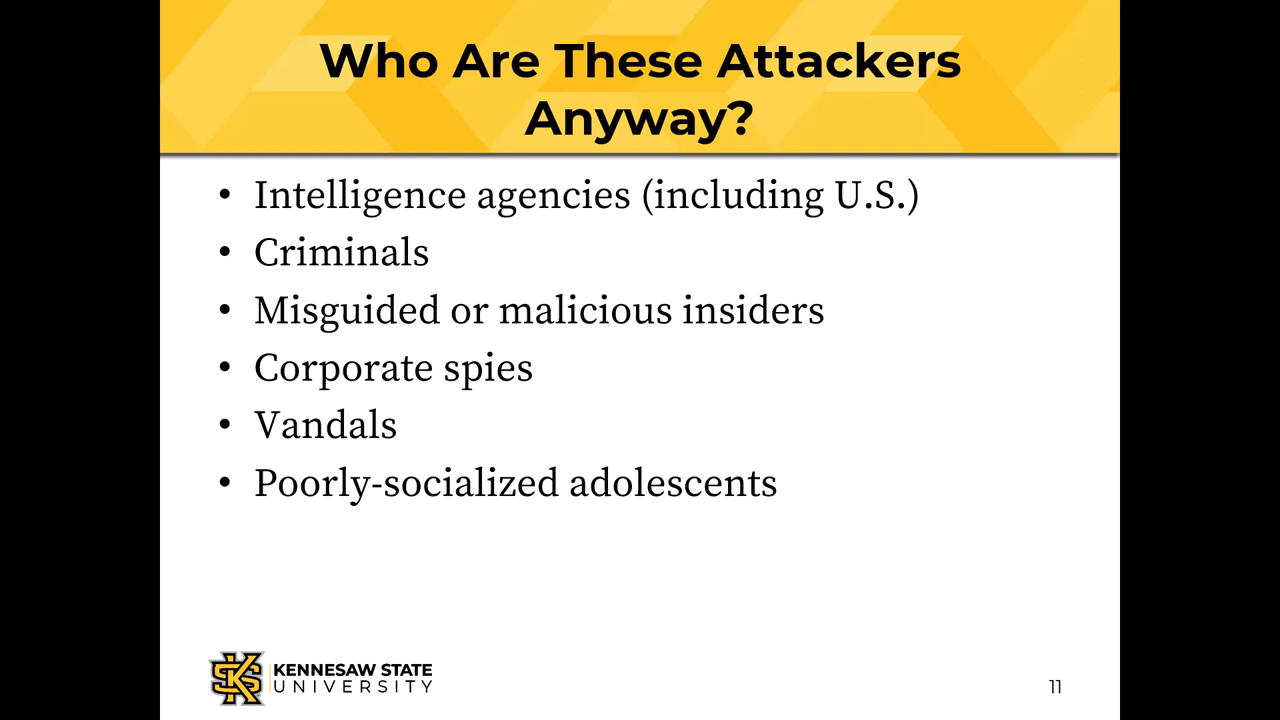 Who Are These Attackers
Anyway?
• Intelligence agencies (including U.S.)
• Criminals
• Misguided or malicious insiders
• Corporate spies
• Vandals
• Poorly-socialized adolescents
KS
KENNESAW STATE
UNIVERSITY
11